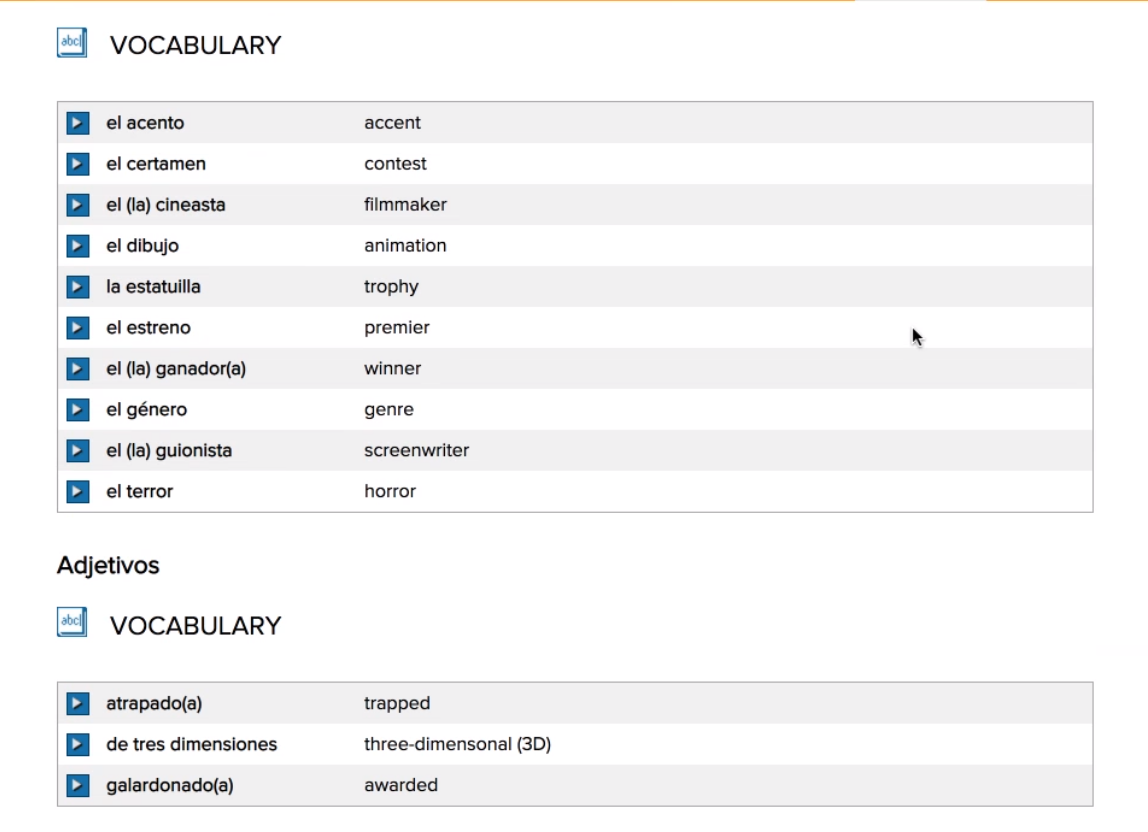 abc
VOCABULARY
el acento accent
el certamen contest
el (la) cineasta filmmaker
el dibujo animation
la estatuilla trophy
el estreno premier
el (la) ganador(a) winner
el género genre
el (la) guionista screenwriter
el terror horror
Adjetivos
abc
VOCABULARY
atrapado(a) trapped
de tres dimensiones three-dimensonal (3D)
galardonado(a) awarded